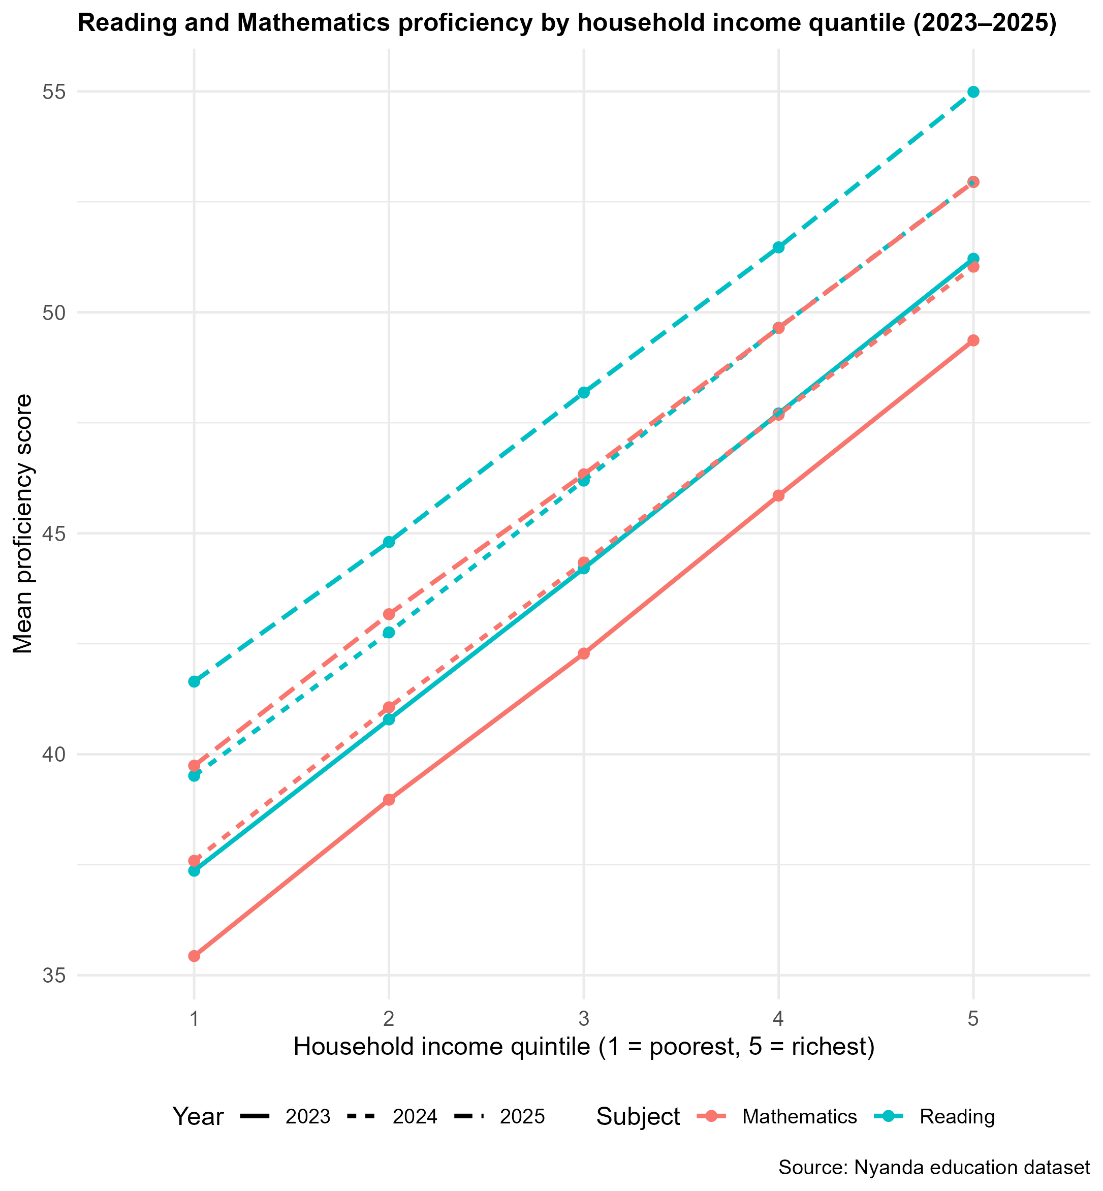 Reading and Mathematics proficiency by household income quantile (2023–2025)
Mean proficiency score
55
50
45
40
35
1 2 3 4 5
Household income quintile (1 = poorest, 5 = richest)
Year 2023 2024 2025 Subject Mathematics Reading
Source: Nyanda education dataset